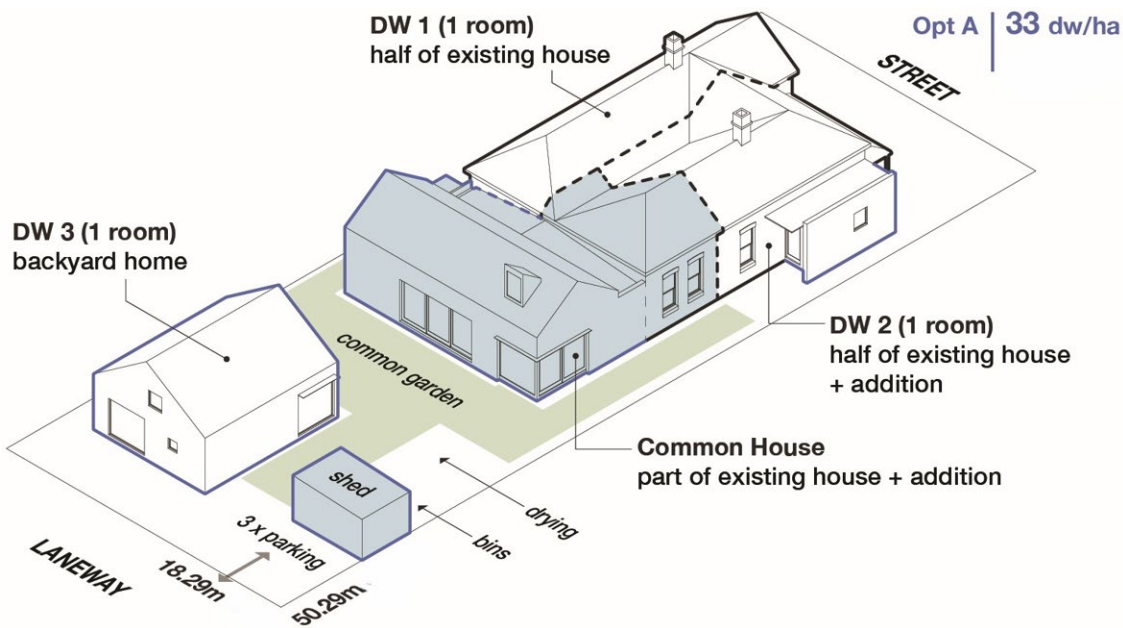 DW 1 (1 room)
half of existing house
Opt A
33 dw/ha
STREET
DW 3 (1 room)
backyard home
common garden
DW 2 (1 room)
half of existing house
+ addition
Common House
part of existing house + addition
shed
drying
bins
3 x parking
LANEWAY
18.29m
50.29m